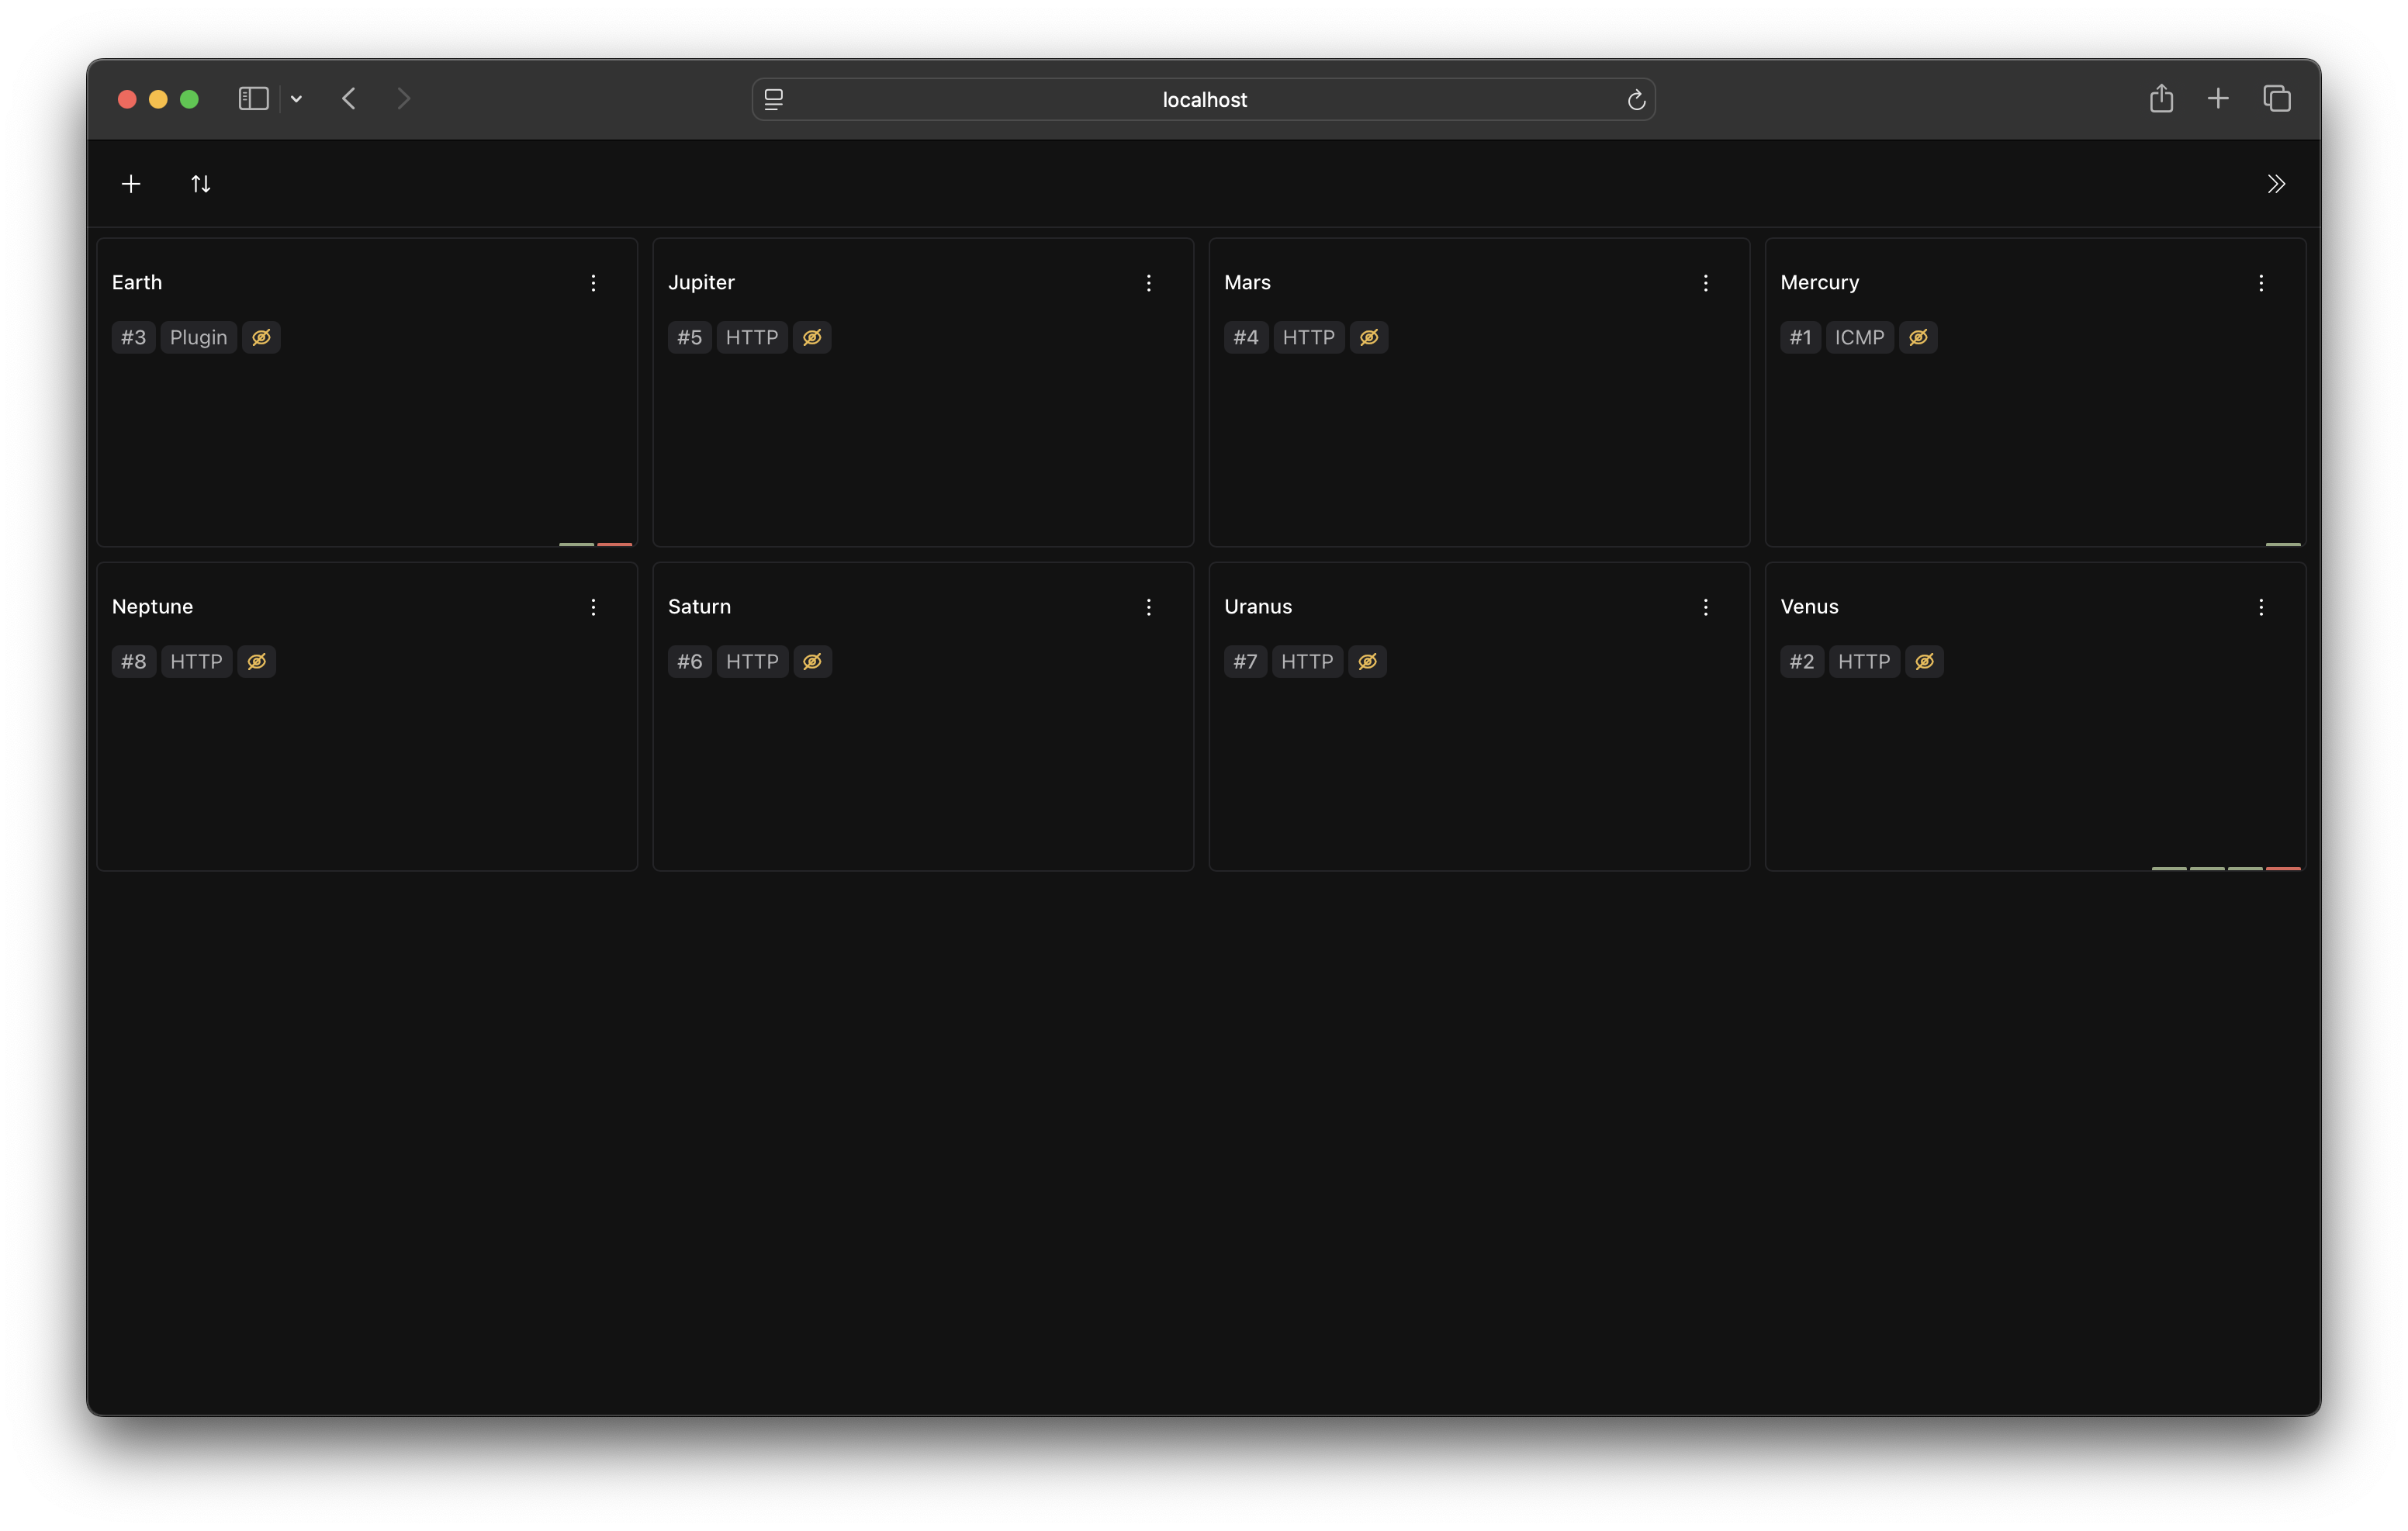 localhost
Earth
#3 Plugin
Jupiter
#5 HTTP
Mars
#4 HTTP
Mercury
#1 ICMP
Neptune
#8 HTTP
Saturn
#6 HTTP
Uranus
#7 HTTP
Venus
#2 HTTP